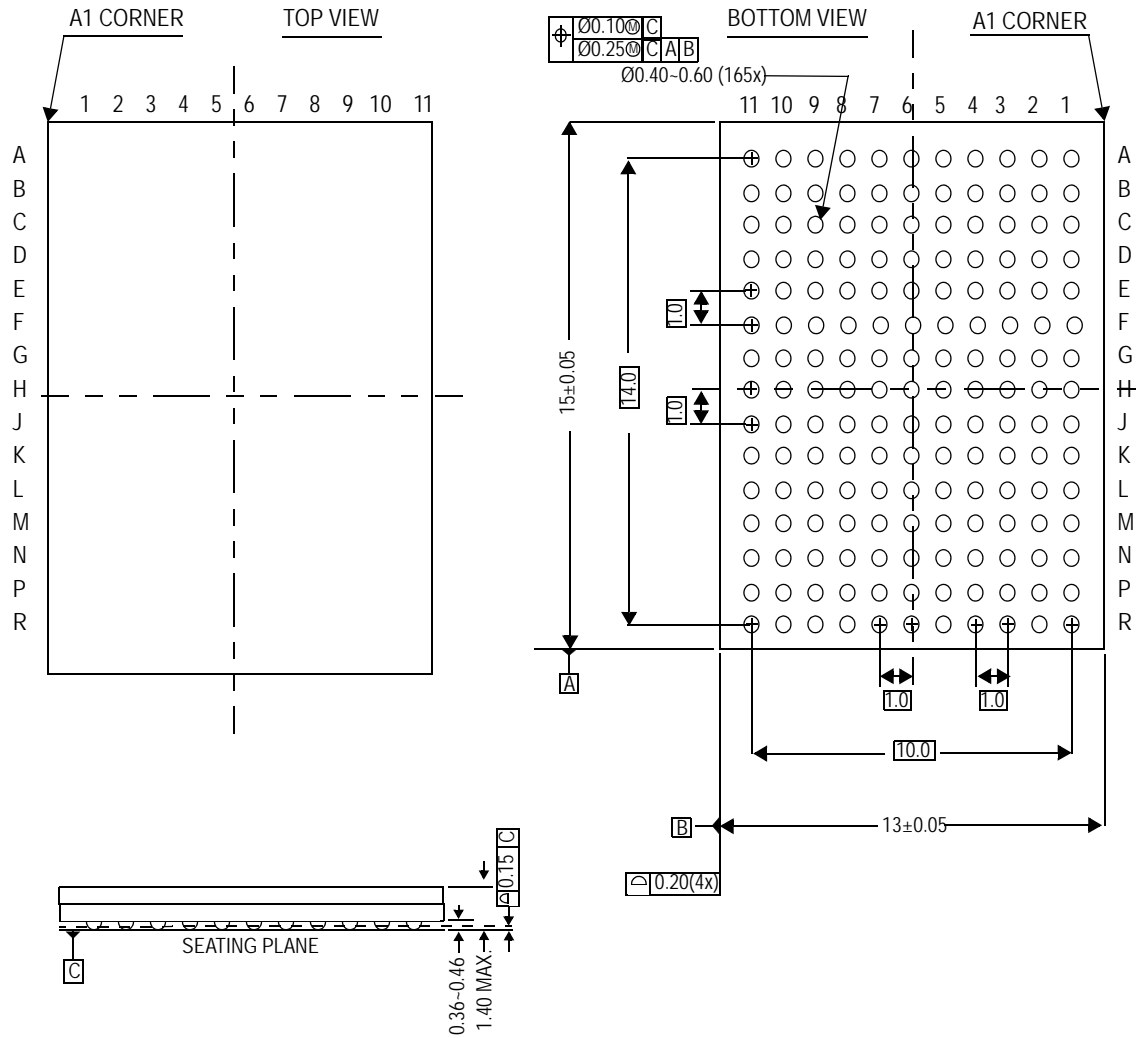 A1 CORNER
TOP VIEW
1 2 3 4 5 6 7 8 9 10 11
A
B
C
D
E
F
G
H
J
K
L
M
N
P
R
Ø0.10Ⓜ C
Ø0.25Ⓜ C A B
Ø0.40~0.60 (165x)
BOTTOM VIEW
A1 CORNER
11 10 9 8 7 6 5 4 3 2 1
A
B
C
D
E
F
G
H
J
K
L
M
N
P
R
1.0
1.0
14.0
15±0.05
A
1.0
1.0
10.0
B
13±0.05
0.20(4x)
0.15 C
SEATING PLANE
C
0.36~0.46
1.40 MAX.